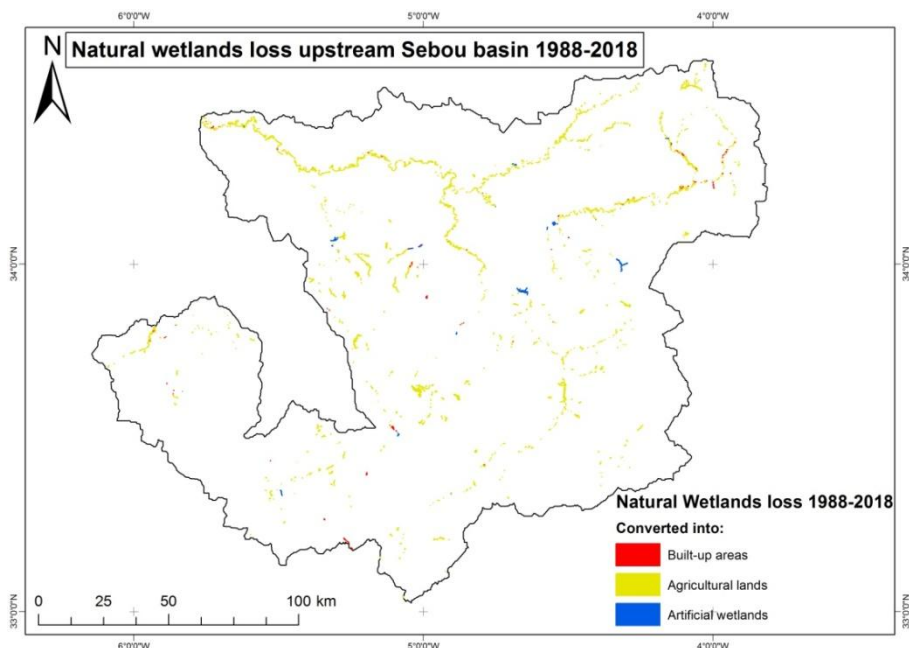 6°0'0"W 5°0'0"W 4°0'0"W
N
Natural wetlands loss upstream Sebou basin 1988-2018
34°0'0"N 34°0'0"N
Natural Wetlands loss 1988-2018
Converted into:
Built-up areas
Agricultural lands
Artificial wetlands
0 25 50 100 km
33°0'0"N 33°0'0"N
6°0'0"W 5°0'0"W 4°0'0"W